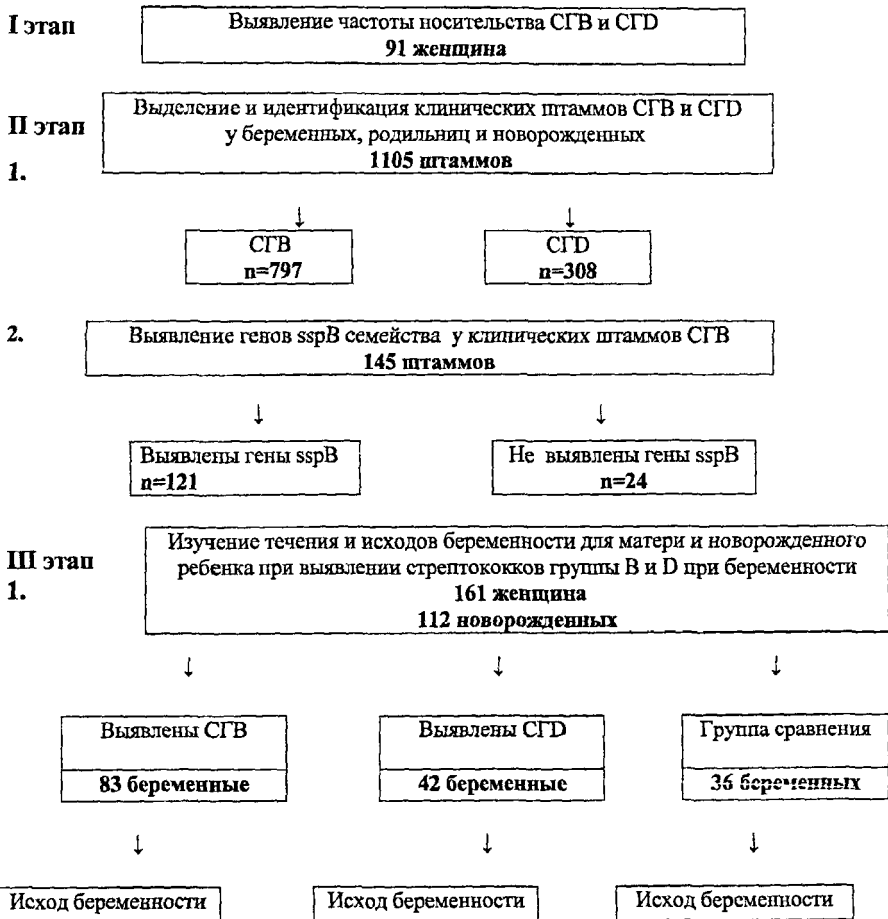 I этап
Выявление частоты носительства СГВ и СГD
91 женщина
II этап
1.
Выделение и идентификация клинических штаммов СГВ и СГD
у беременных, родильниц и новорожденных
1105 штаммов
↓ ↓
СГВ
n=797
СГD
n=308
2.
Выявление генов sspB семейства у клинических штаммов СГВ
145 штаммов
↓ ↓
Выявлены гены sspB
n=121
Не выявлены гены sspB
n=24
III этап
1.
Изучение течения и исходов беременности для матери и новорожденного
ребенка при выявлении стрептококков группы В и D при беременности
161 женщина
112 новорожденных
↓ ↓ ↓
Выявлены СГВ
83 беременные
Выявлены СГD
42 беременные
Группа сравнения
36 беременных
↓ ↓ ↓
Исход беременности
Исход беременности
Исход беременности